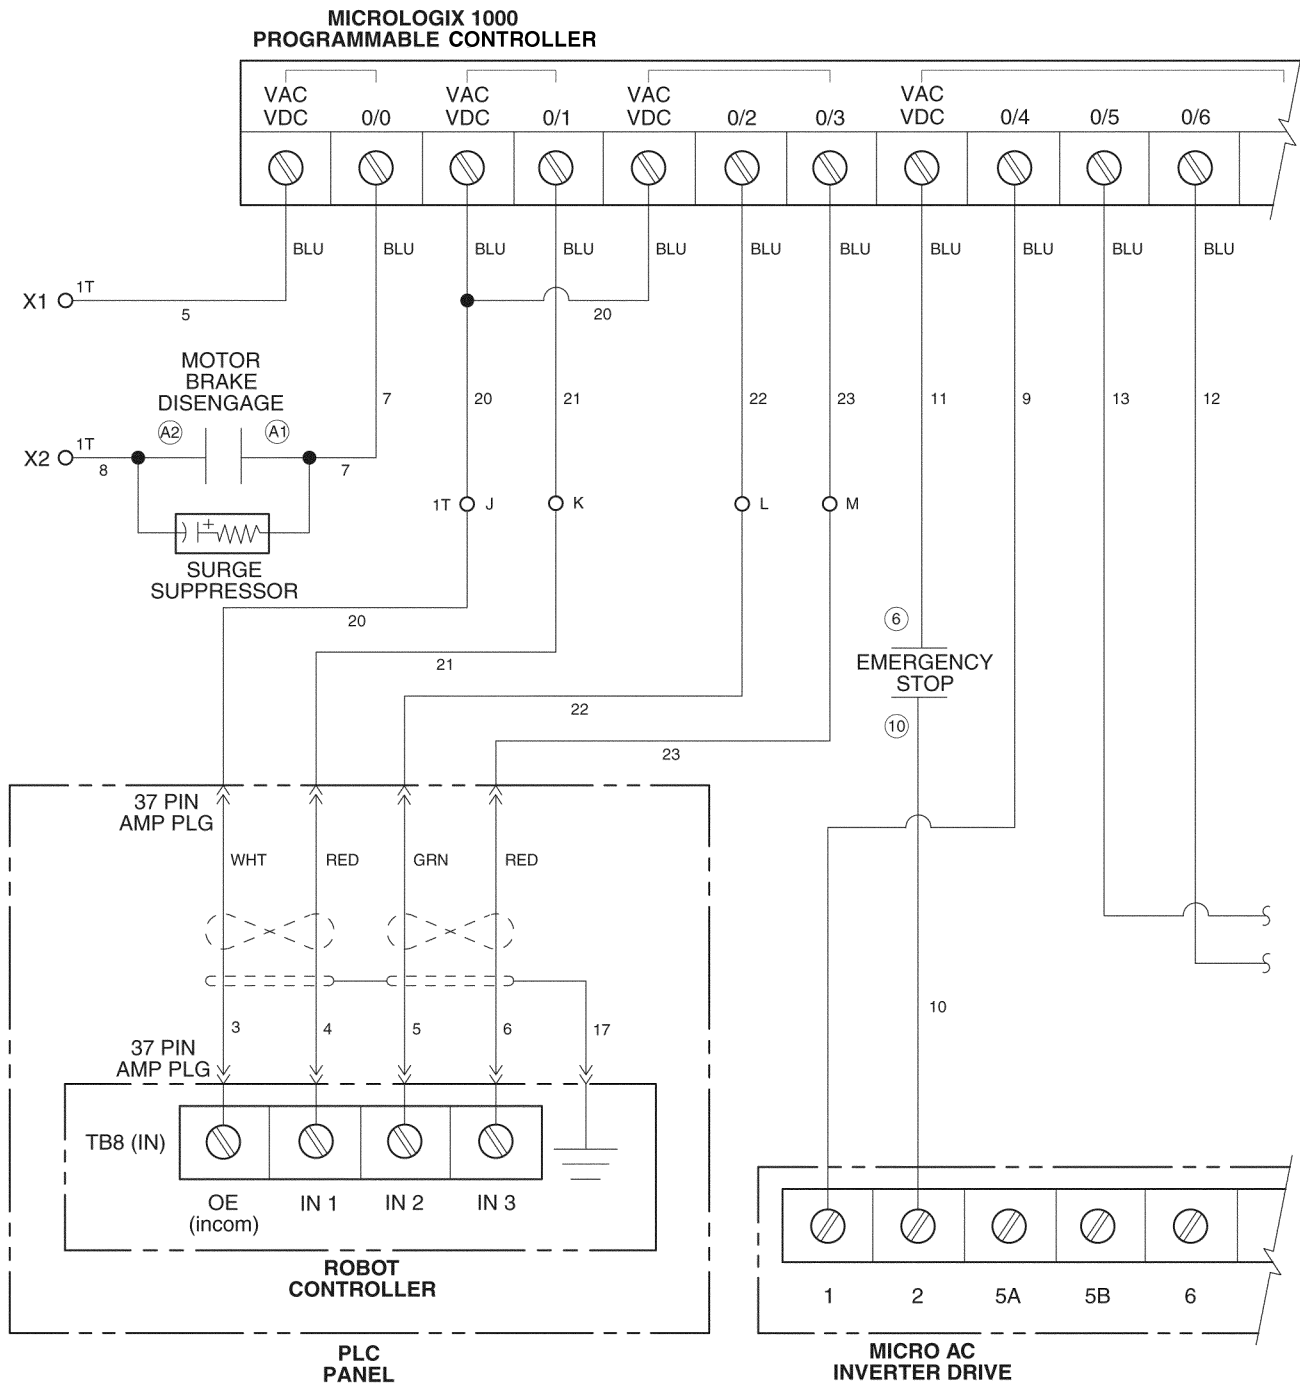 MICROLOGIX 1000
PROGRAMMABLE CONTROLLER
VAC VAC VAC VAC
VDC 0/0 VDC 0/1 VDC 0/2 0/3 VDC 0/4 0/5 0/6
BLU BLU BLU BLU BLU BLU BLU BLU BLU BLU
X1 1T
5
20
MOTOR
BRAKE
DISENGAGE
7 20 21 22 23 11 9 13 12
A2 A1
X2 1T
8 7
1T J K L M
+
SURGE
SUPPRESSOR
20
6
21
EMERGENCY
STOP
22
10
23
37 PIN
AMP PLG
WHT RED GRN RED
10
3 4 5 6 17
37 PIN
AMP PLG
TB8 (IN)
OE IN 1 IN 2 IN 3
(incom)
ROBOT
CONTROLLER
1 2 5A 5B 6
PLC
PANEL
MICRO AC
INVERTER DRIVE